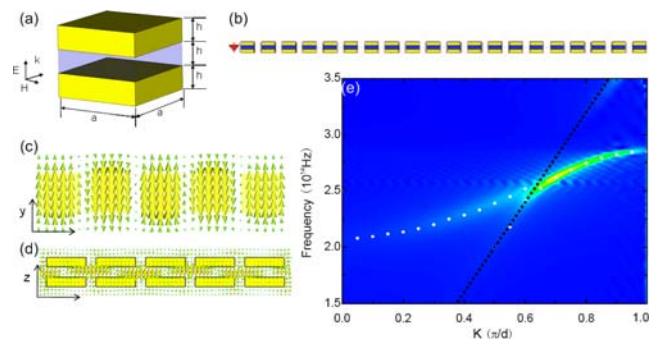 (a)
h
h
h
E
k
H
a
a
(b)
(c)
y
(d)
z
(e)
3.5
3.0
2.5
2.0
1.5
Frequency (10¹⁴Hz)
0.0 0.2 0.4 0.6 0.8 1.0
K (π/d)